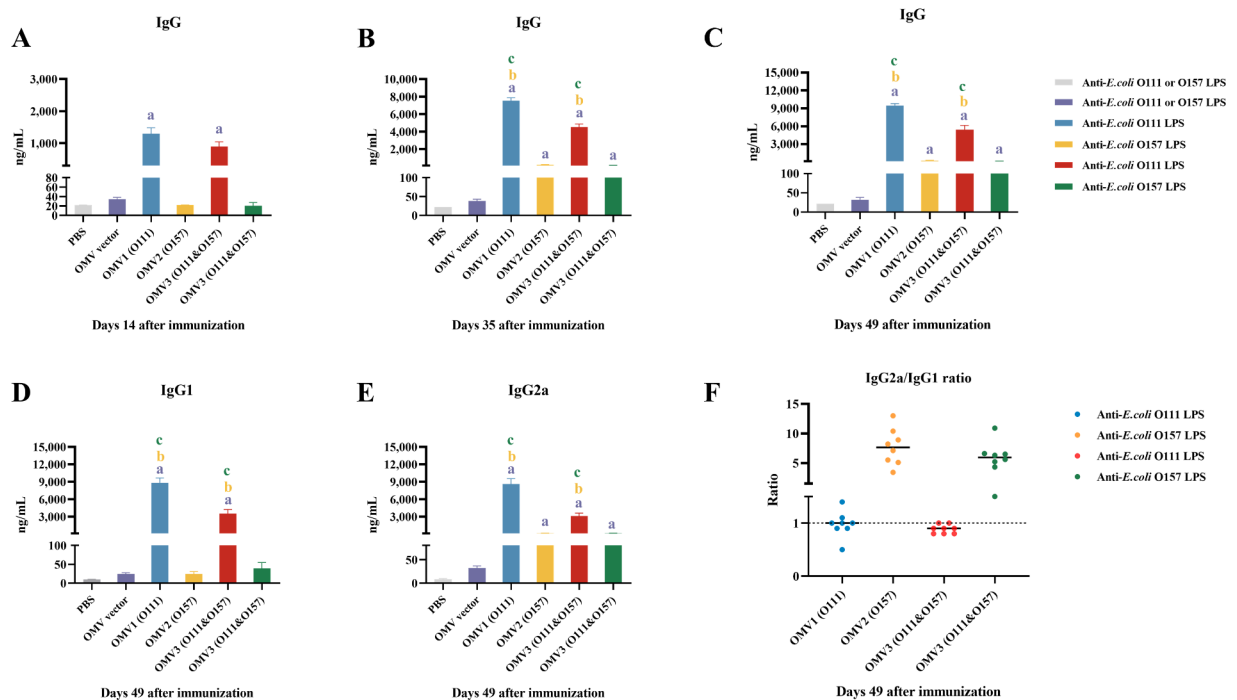 A
IgG
ng/mL
3,000
2,000
1,000
80
60
40
20
0
a
a
PBS
OMV vector
OMV1 (O111)
OMV2 (O157)
OMV3 (O111&O157)
OMV3 (O111&O157)
Days 14 after immunization
B
IgG
ng/mL
10,000
8,000
6,000
4,000
2,000
100
50
0
c
b
a
a
c
b
a
a
PBS
OMV vector
OMV1 (O111)
OMV2 (O157)
OMV3 (O111&O157)
OMV3 (O111&O157)
Days 35 after immunization
C
IgG
ng/mL
15,000
12,000
9,000
6,000
3,000
100
50
0
c
b
a
a
c
b
a
a
PBS
OMV vector
OMV1 (O111)
OMV2 (O157)
OMV3 (O111&O157)
OMV3 (O111&O157)
Days 49 after immunization
Anti-E.coli O111 or O157 LPS
Anti-E.coli O111 or O157 LPS
Anti-E.coli O111 LPS
Anti-E.coli O157 LPS
Anti-E.coli O111 LPS
Anti-E.coli O157 LPS
D
IgG1
ng/mL
15,000
12,000
9,000
6,000
3,000
100
50
0
c
b
a
c
b
a
PBS
OMV vector
OMV1 (O111)
OMV2 (O157)
OMV3 (O111&O157)
OMV3 (O111&O157)
Days 49 after immunization
E
IgG2a
ng/mL
15,000
12,000
9,000
6,000
3,000
50
0
c
b
a
a
c
b
a
a
PBS
OMV vector
OMV1 (O111)
OMV2 (O157)
OMV3 (O111&O157)
OMV3 (O111&O157)
Days 49 after immunization
F
IgG2a/IgG1 ratio
Ratio
15
10
5
1
0
OMV1 (O111)
OMV2 (O157)
OMV3 (O111&O157)
OMV3 (O111&O157)
Days 49 after immunization
Anti-E.coli O111 LPS
Anti-E.coli O157 LPS
Anti-E.coli O111 LPS
Anti-E.coli O157 LPS